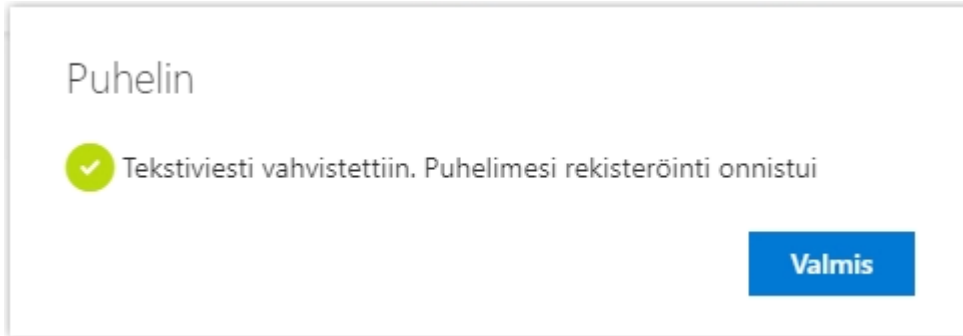 Puhelin
Tekstiviesti vahvistettiin. Puhelimesi rekisteröinti onnistui
Valmis